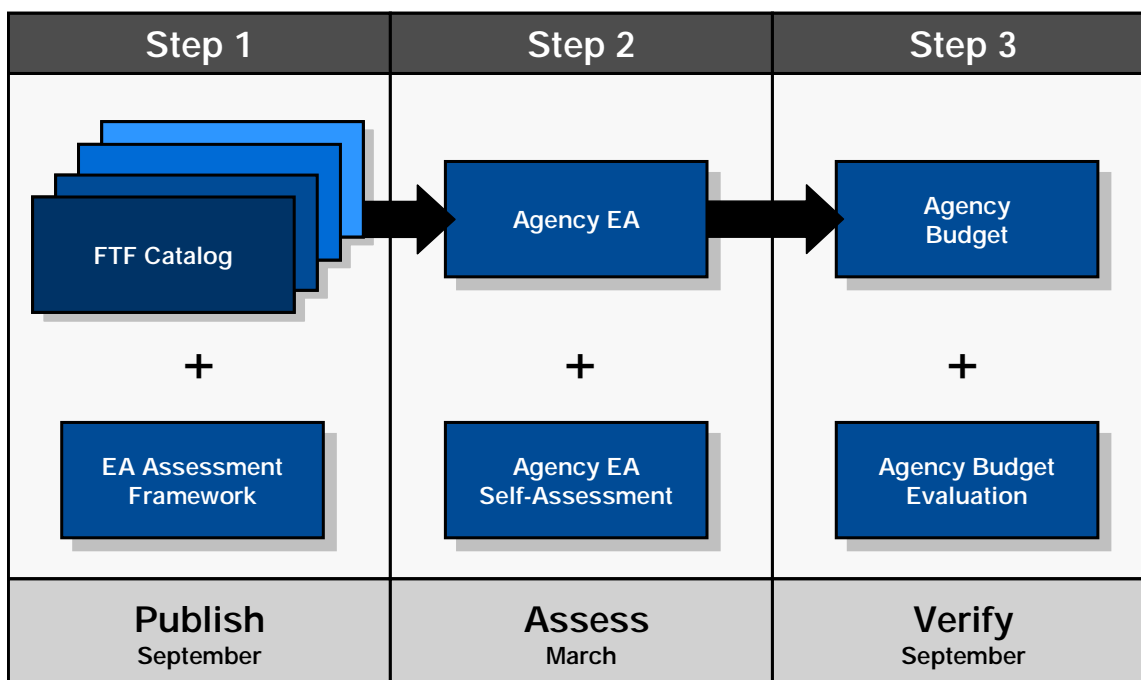 Step 1
Step 2
Step 3
FTF Catalog
Agency EA
Agency
Budget
+
+
+
EA Assessment
Framework
Agency EA
Self-Assessment
Agency Budget
Evaluation
Publish
September
Assess
March
Verify
September